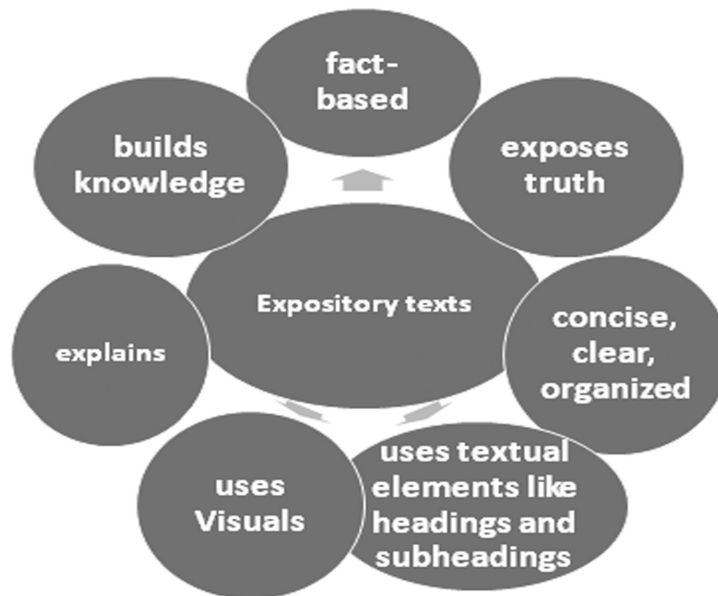 fact-
based
builds
knowledge
exposes
truth
Expository texts
explains
concise,
clear,
organized
uses
Visuals
uses textual
elements like
headings and
subheadings